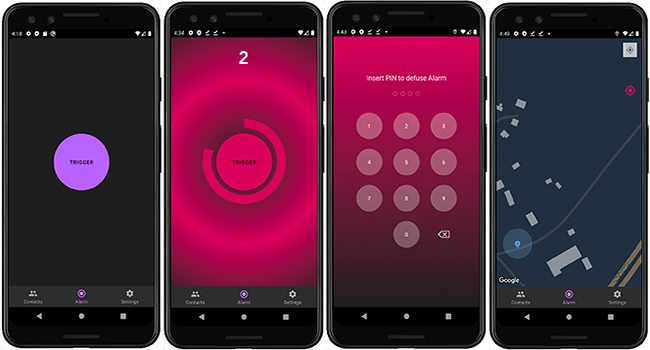 4:18
TRIGGER
Contacts
Alarm
Settings
4:34
2
TRIGGER
Contacts
Alarm
Settings
4:43
Insert PIN to defuse Alarm
1 2 3
4 5 6
7 8 9
0
4:49
Google
Contacts
Alarm
Settings